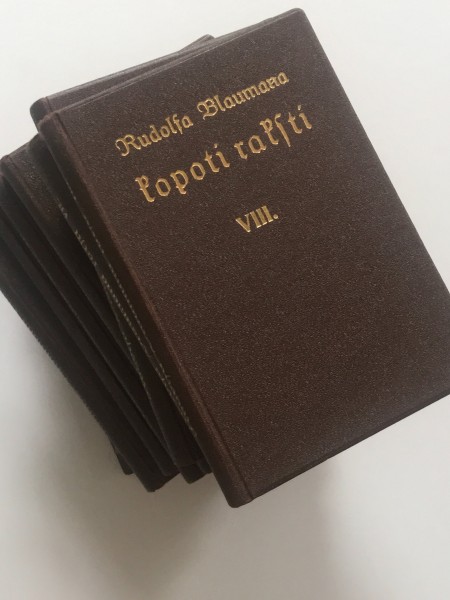 Rudolfa Blaumaņa
kopoti rakſti
VIII.